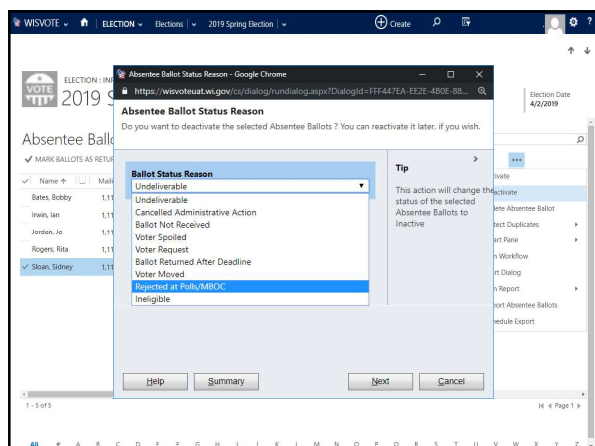 WISVOTE ELECTION Elections 2019 Spring Election Create ?
VOTE
ELECTION : INF
2019 S
Election Date
4/2/2019
Absentee Ballot Status Reason - Google Chrome
https://wisvoteuat.wi.gov/cs/dialog/rundialog.aspx?DialogId=FFF447EA-EE2E-4B0E-88...
Absentee Ballot Status Reason
Do you want to deactivate the selected Absentee Ballots ? You can reactivate it later, if you wish.
Ballot Status Reason
Undeliverable
Undeliverable
Cancelled Administrative Action
Ballot Not Received
Voter Spoiled
Voter Request
Ballot Returned After Deadline
Voter Moved
Rejected at Polls/MBOC
Ineligible
Tip
This action will change the
status of the selected
Absentee Ballots to
Inactive
Help Summary Next Cancel
Absentee Ballo
MARK BALLOTS AS RETUR
Name Maili
Bates, Bobby 1,11
Irwin, Ian 1,11
Jordan, Jo 1,11
Rogers, Rita 1,11
Sloan, Sidney 1,11
ivate
activate
lete Absentee Ballot
tect Duplicates
art Pane
n Workflow
rt Dialog
n Report
port Absentee Ballots
hedule Export
1 - 5 of 5
Page 1
All # A B C D E F G H I J K L M N O P Q R S T U V W X Y Z